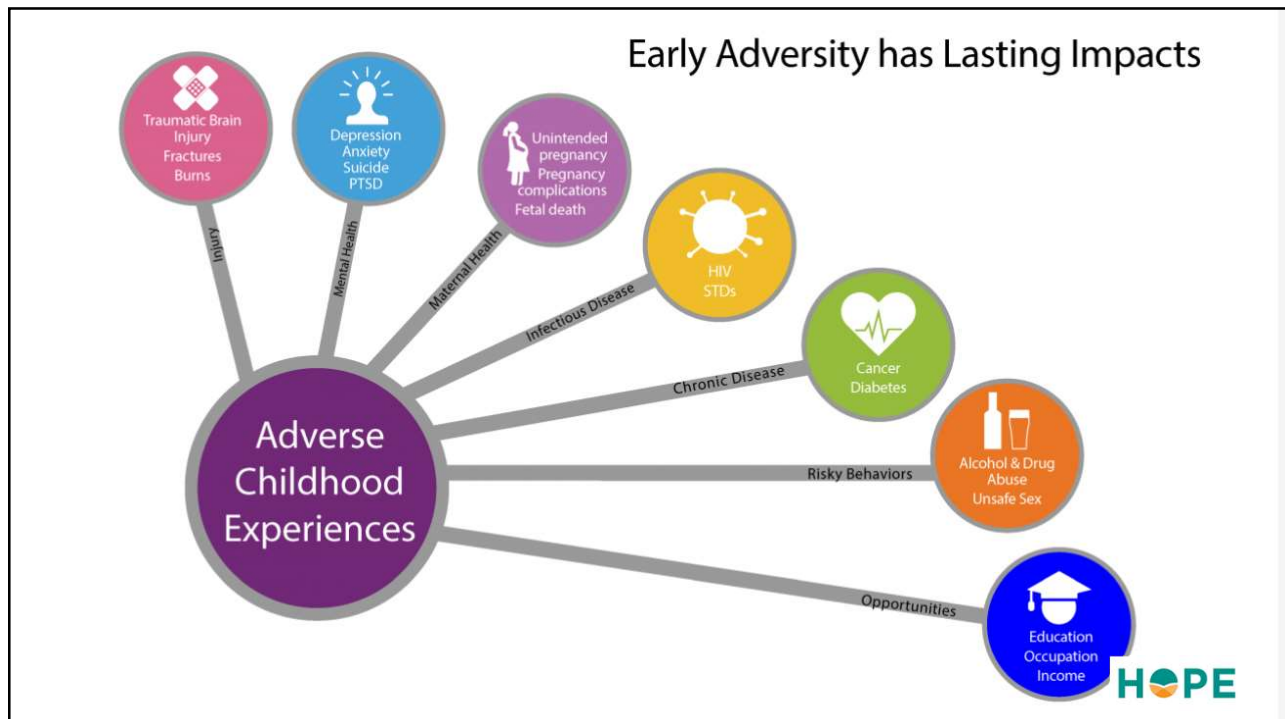 Early Adversity has Lasting Impacts
Traumatic Brain
Injury
Fractures
Burns
Injury
Depression
Anxiety
Suicide
PTSD
Mental Health
Unintended
pregnancy
Pregnancy
complications
Fetal death
Maternal Health
HIV
STDs
Infectious Disease
Cancer
Diabetes
Chronic Disease
Alcohol & Drug
Abuse
Unsafe Sex
Risky Behaviors
Adverse
Childhood
Experiences
Opportunities
Education
Occupation
Income
HOPE